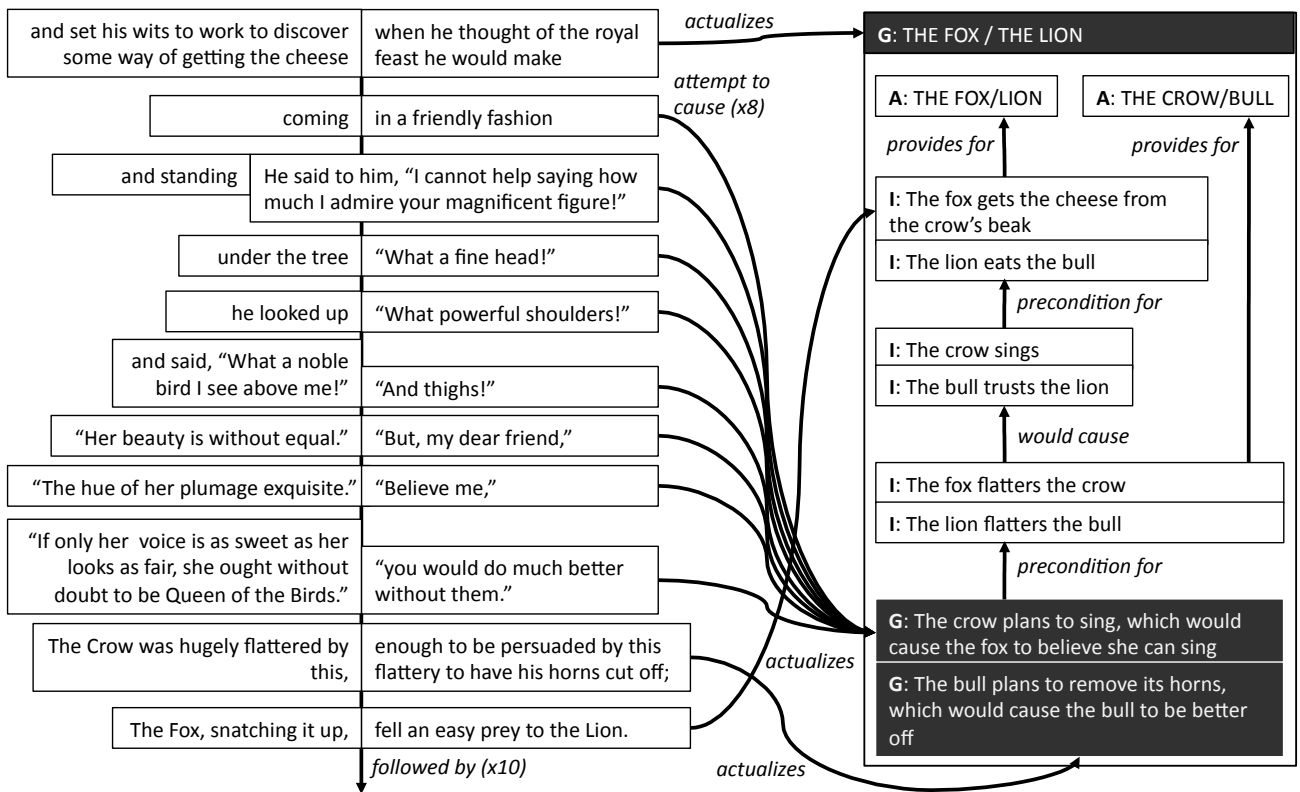 and set his wits to work to discover
some way of getting the cheese
when he thought of the royal
feast he would make
coming
in a friendly fashion
and standing
He said to him, “I cannot help saying how
much I admire your magnificent figure!”
under the tree
“What a fine head!”
he looked up
“What powerful shoulders!”
and said, “What a noble
bird I see above me!”
“And thighs!”
“Her beauty is without equal.”
“But, my dear friend,”
“The hue of her plumage exquisite.”
“Believe me,”
“If only her voice is as sweet as her
looks as fair, she ought without
doubt to be Queen of the Birds.”
“you would do much better
without them.”
The Crow was hugely flattered by
this,
enough to be persuaded by this
flattery to have his horns cut off;
The Fox, snatching it up,
fell an easy prey to the Lion.
followed by (x10)
actualizes
attempt to
cause (x8)
actualizes
actualizes
G: THE FOX / THE LION
A: THE FOX/LION
A: THE CROW/BULL
provides for
provides for
I: The fox gets the cheese from
the crow’s beak
I: The lion eats the bull
precondition for
I: The crow sings
I: The bull trusts the lion
would cause
I: The fox flatters the crow
I: The lion flatters the bull
precondition for
G: The crow plans to sing, which would
cause the fox to believe she can sing
G: The bull plans to remove its horns,
which would cause the bull to be better
off